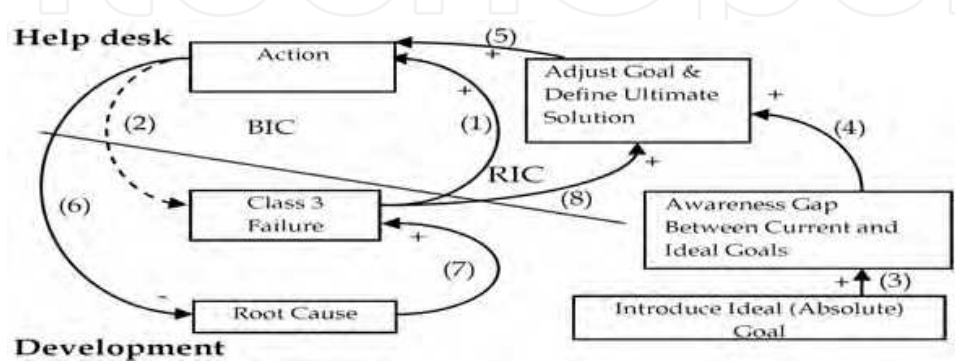 Help desk
Action
(5)
+
Adjust Goal &
Define Ultimate
Solution
+
+
(2)
BIC
(1)
(4)
RIC
+
(6)
Class 3
Failure
(8)
Awareness Gap
Between Current and
Ideal Goals
+
(7)
+
(3)
-
Root Cause
Introduce Ideal (Absolute)
Goal
Development